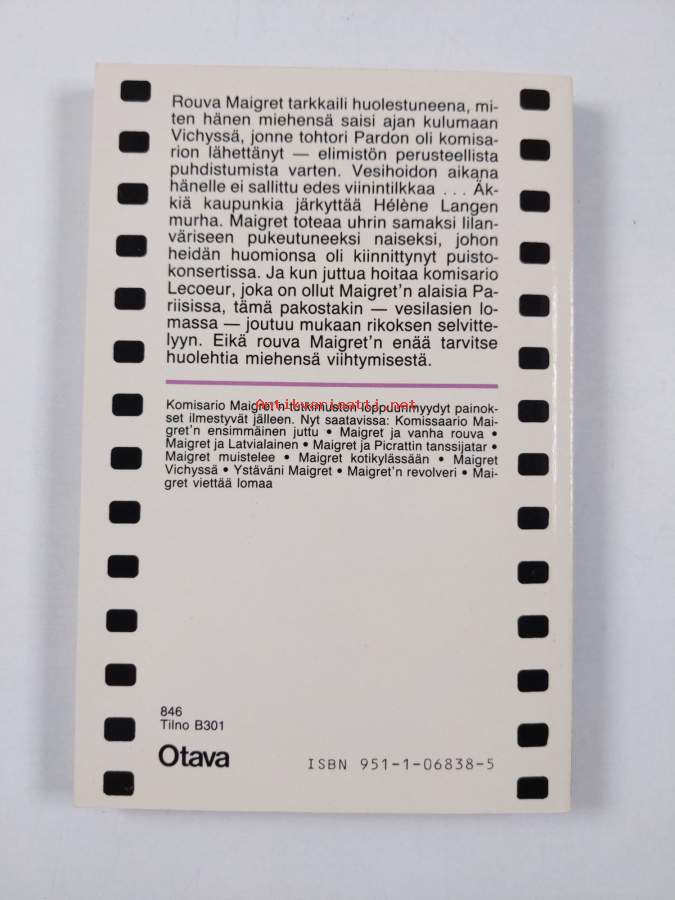 Rouva Maigret tarkkaili huolestuneena, mi-
ten hänen miehensä saisi ajan kulumaan
Vichyssä, jonne tohtori Pardon oli komisa-
rion lähettänyt — elimistön perusteellista
puhdistumista varten. Vesihoidon aikana
hänelle ei sallittu edes viinintilkkaa . . . Äk-
kiä kaupunkia järkyttää Hélène Langen
murha. Maigret toteaa uhrin samaksi lilan-
väriseen pukeutuneeksi naiseksi, johon
heidän huomionsa oli kiinnittynyt puisto-
konsertissa. Ja kun juttua hoitaa komisario
Lecoeur, joka on ollut Maigret'n alaisia Pa-
riisissa, tämä pakostakin — vesilasien lo-
massa — joutuu mukaan rikoksen selvitte-
lyyn. Eikä rouva Maigret'n enää tarvitse
huolehtia miehensä viihtymisestä.
Antikvariaatti.net
Komisario Maigret'n tutkimusten loppuunmyydyt painok-
set ilmestyvät jälleen. Nyt saatavissa: Komissaario Mai-
gret'n ensimmäinen juttu • Maigret ja vanha rouva •
Maigret ja Latvialainen • Maigret ja Picrattin tanssijatar •
Maigret muistelee • Maigret kotikylässään • Maigret
Vichyssä • Ystäväni Maigret • Maigret'n revolveri • Mai-
gret viettää lomaa
846
Tilno B301
Otava
ISBN 951-1-06838-5